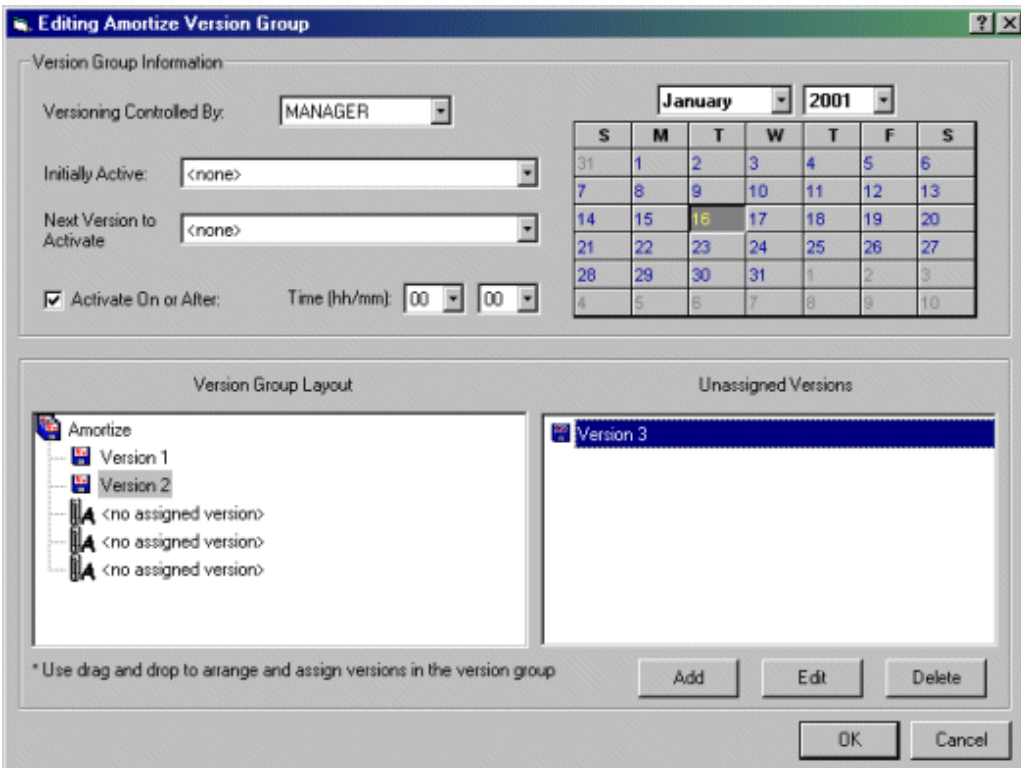 Editing Amortize Version Group
Version Group Information
Versioning Controlled By: MANAGER
Initially Active: <none>
Next Version to
Activate
<none>
Activate On or After: Time (hh/mm): 00 00
January 2001
S M T W T F S
31 1 2 3 4 5 6
7 8 9 10 11 12 13
14 15 16 17 18 19 20
21 22 23 24 25 26 27
28 29 30 31 1 2 3
4 5 6 7 8 9 10
Version Group Layout
Amortize
Version 1
Version 2
<no assigned version>
<no assigned version>
<no assigned version>
Unassigned Versions
Version 3
* Use drag and drop to arrange and assign versions in the version group
Add Edit Delete
OK Cancel